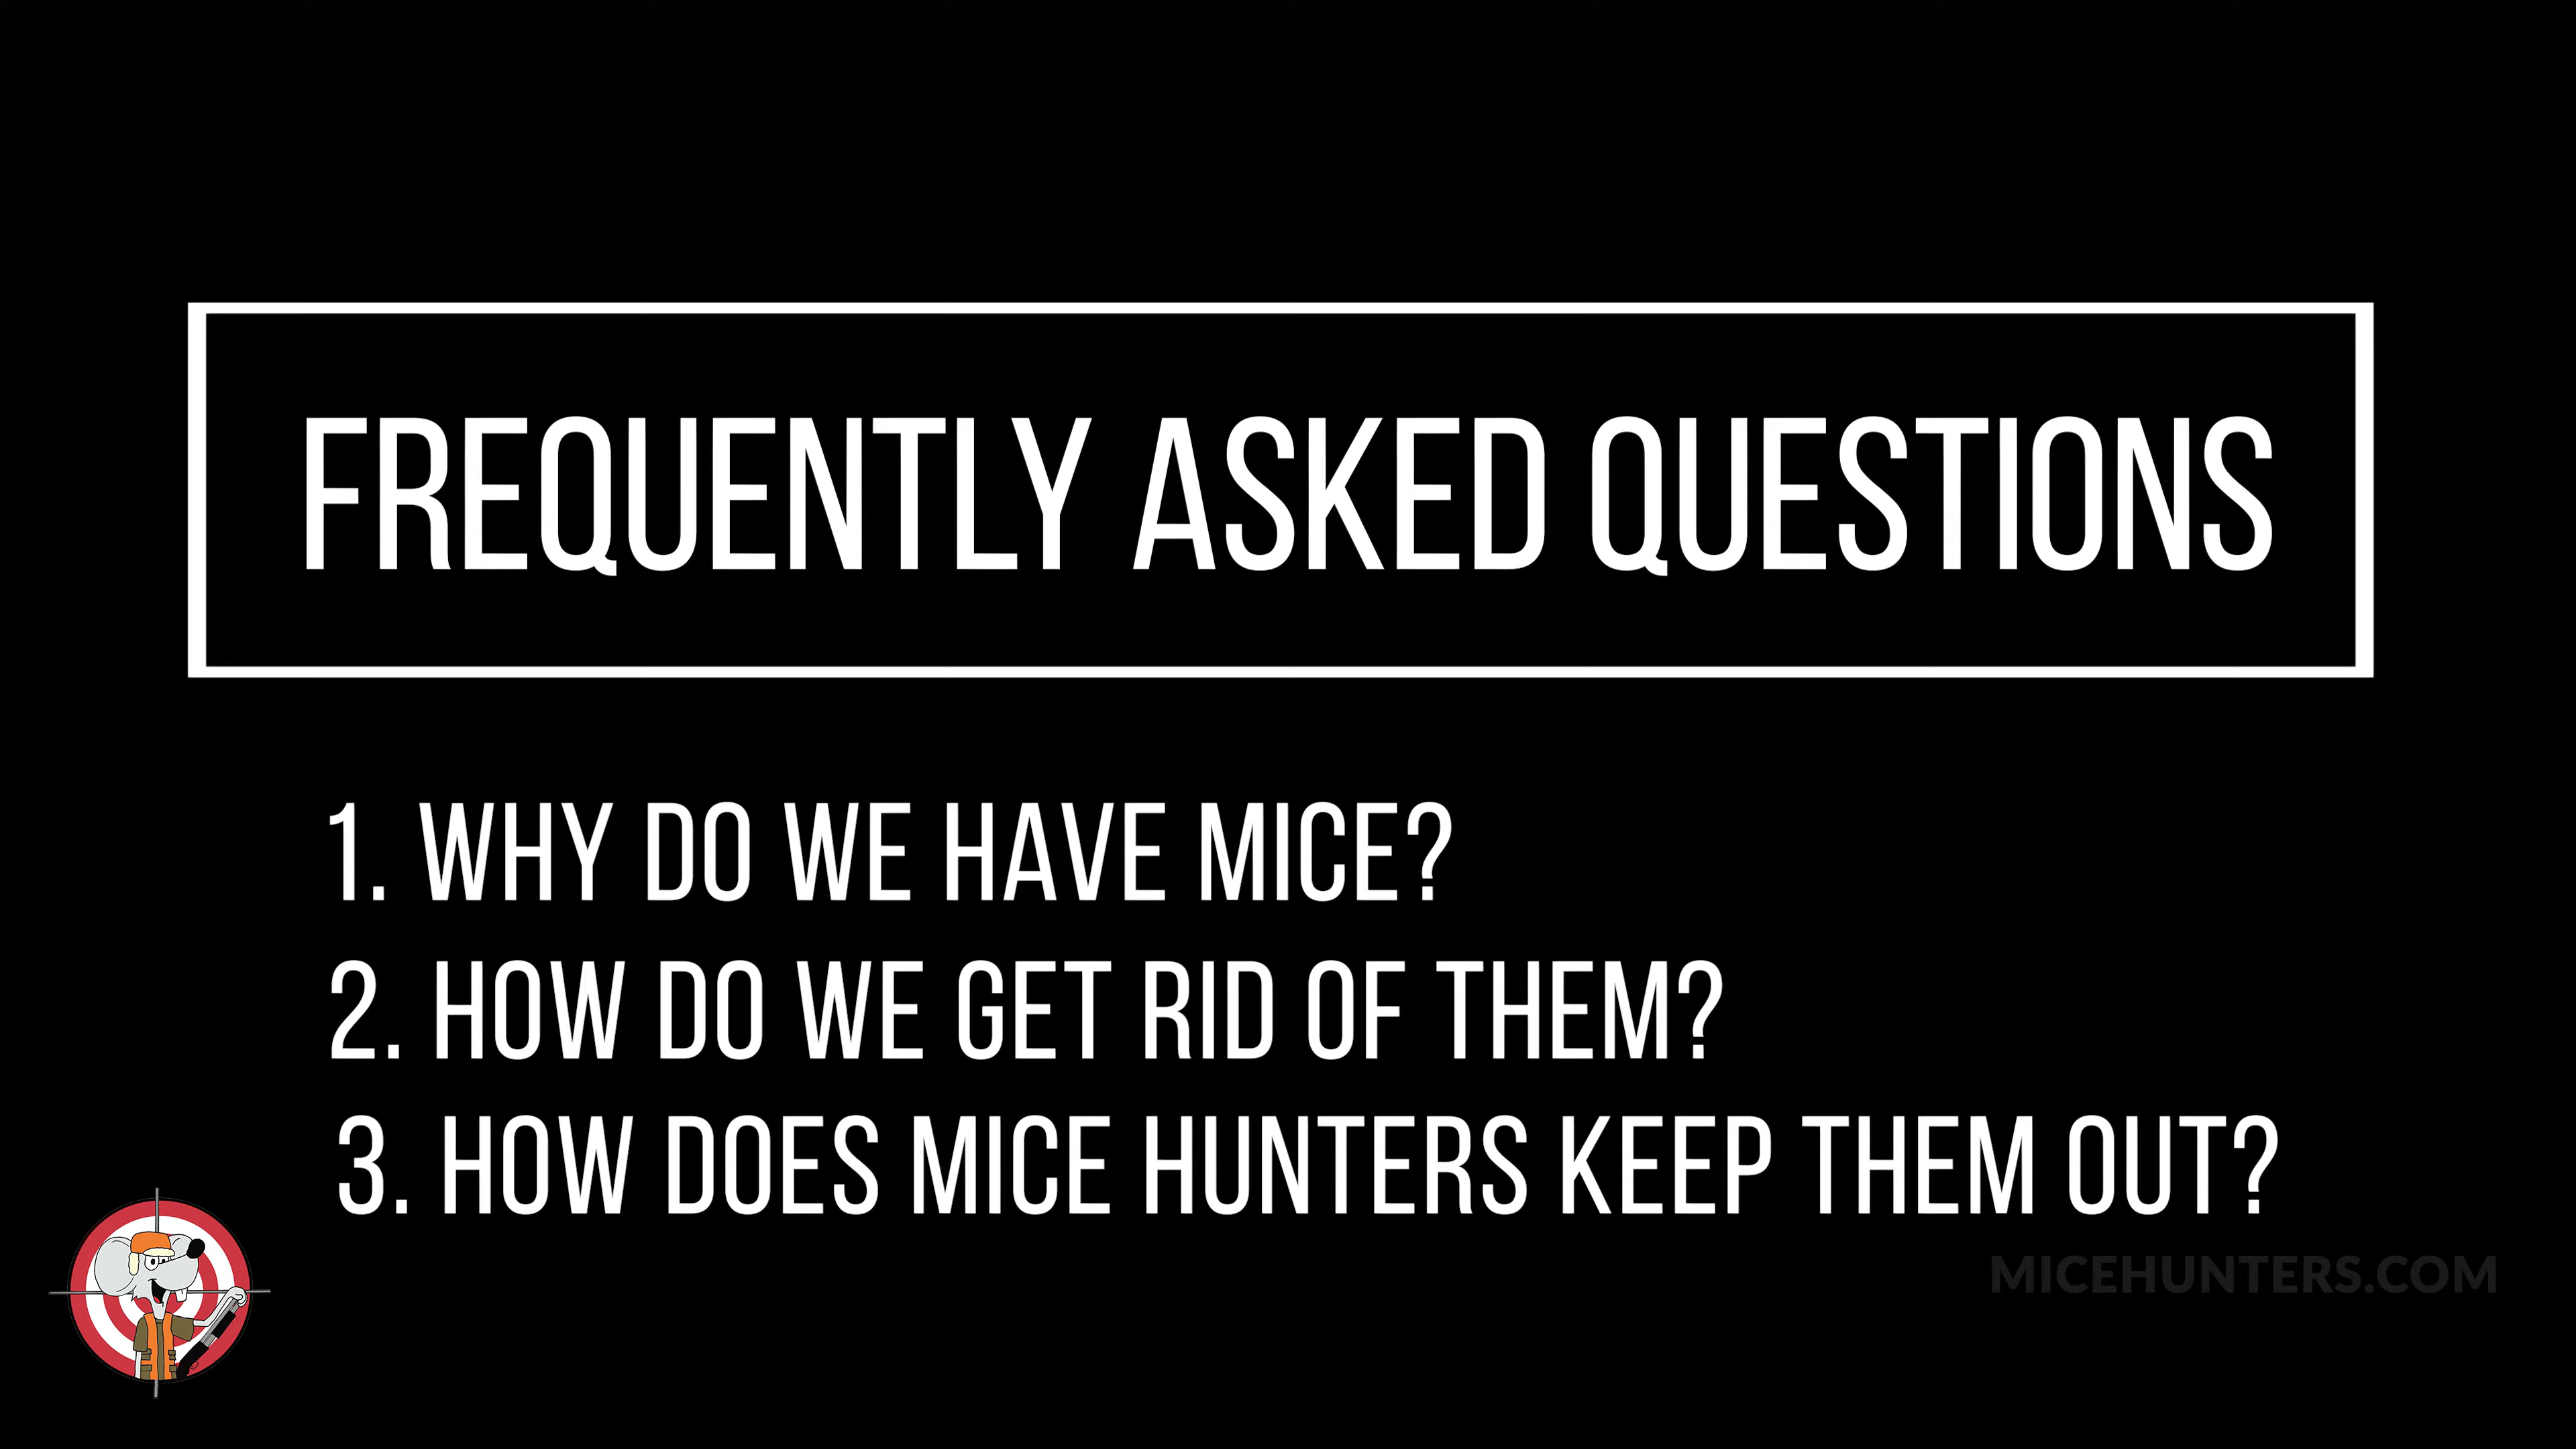 FREQUENTLY ASKED QUESTIONS
1. WHY DO WE HAVE MICE?
2. HOW DO WE GET RID OF THEM?
3. HOW DOES MICE HUNTERS KEEP THEM OUT?
MICEHUNTERS.COM